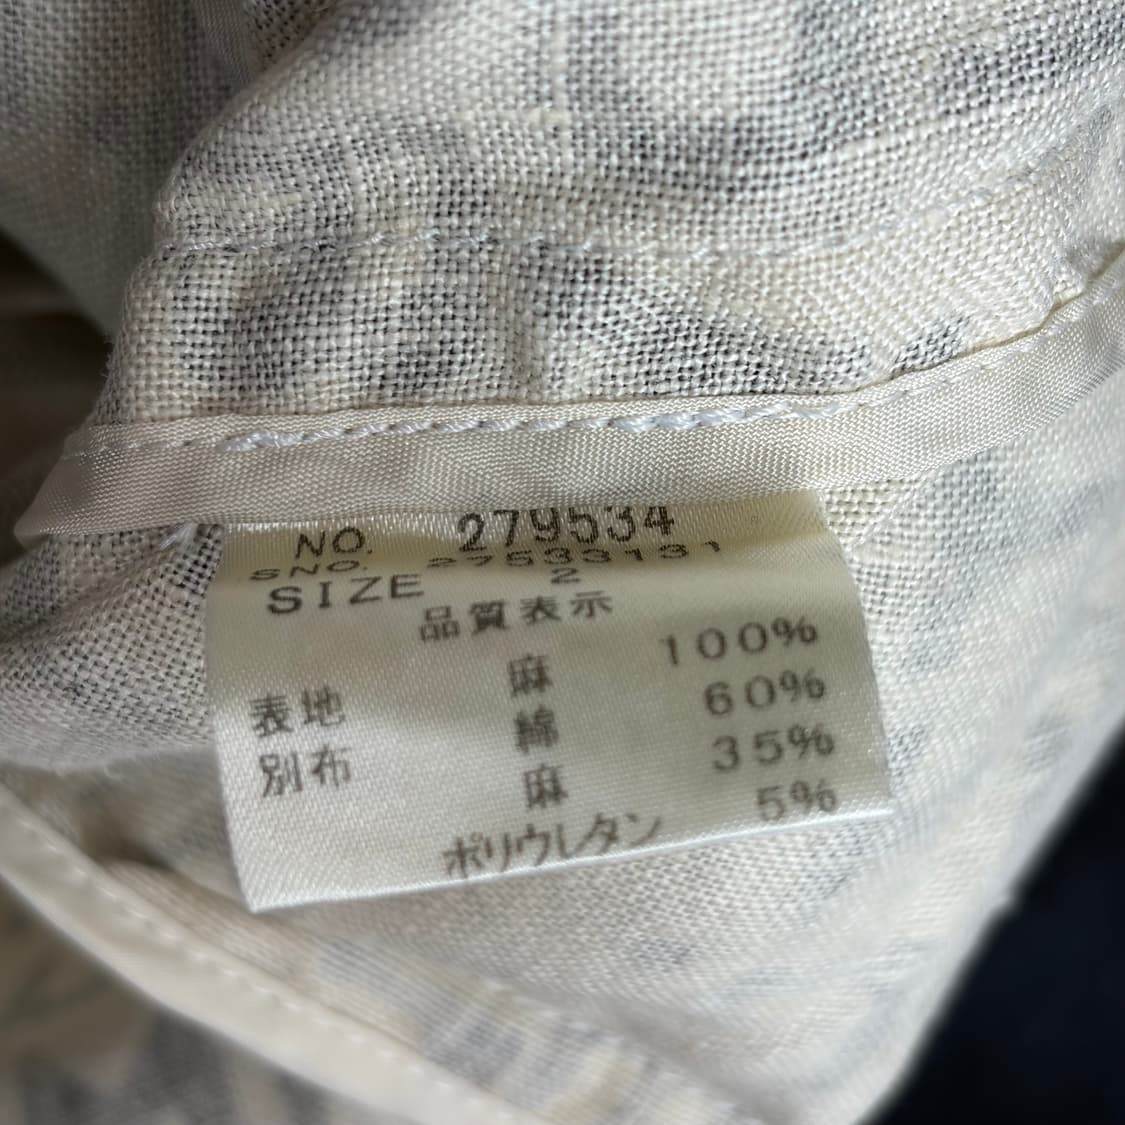 NO. 279534
SNO. 27533131
SIZE 2
品質表示
表地 麻 100%
別布 綿 60%
麻 35%
ポリウレタン 5%